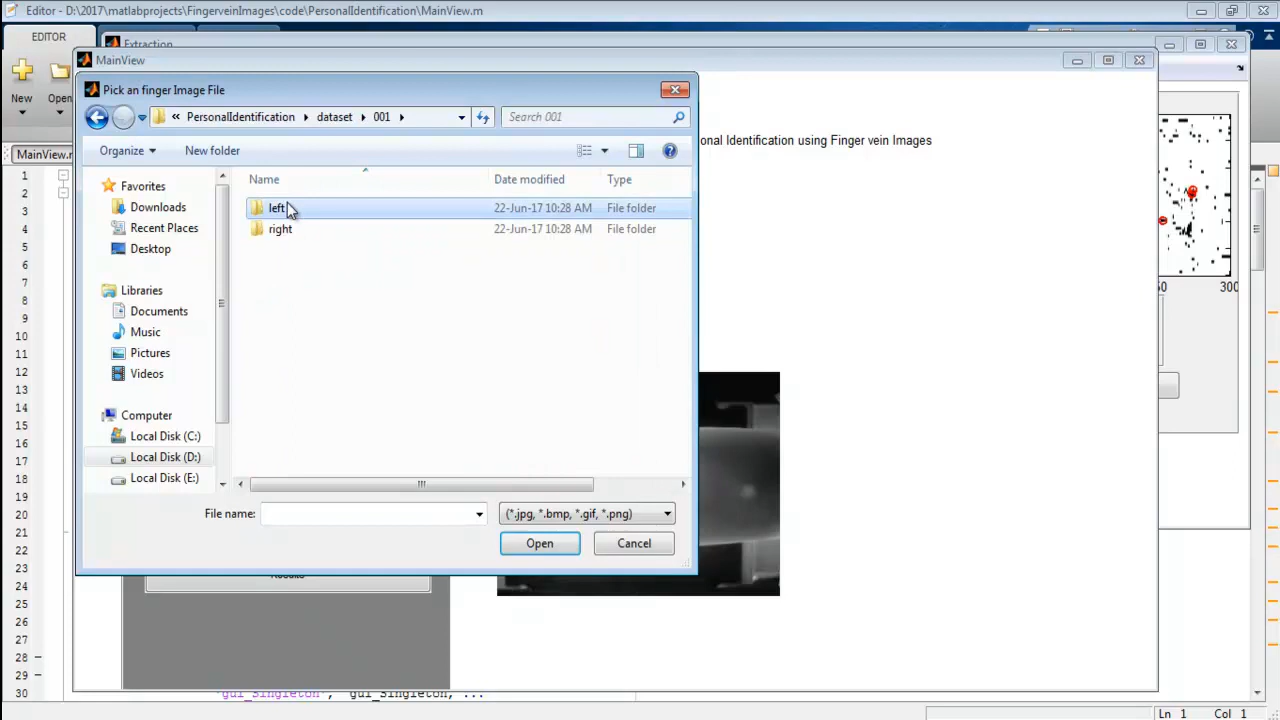 Editor - D:\2017\matlabprojects\FingerveinImages\code\PersonalIdentification\MainView.m
EDITOR
Extraction
MainView
Pick an finger Image File
New
Open
« PersonalIdentification ▸ dataset ▸ 001 ▸
Search 001
onal Identification using Finger vein Images
Organize
New folder
MainView.m
Name
Date modified
Type
Favorites
Downloads
Recent Places
Desktop
Libraries
Documents
Music
Pictures
Videos
Computer
Local Disk (C:)
Local Disk (D:)
Local Disk (E:)
left
22-Jun-17 10:28 AM
File folder
right
22-Jun-17 10:28 AM
File folder
300
File name:
(*.jpg, *.bmp, *.gif, *.png)
Open
Cancel
1
2
3
4
5
6
7
8
9
10
11
12
13
14
15
16
17
18
19
20
21
22
23
24
25
26
27
28
29
30
'gui_Singleton', gui_Singleton, ...
Ln 1
Col 1